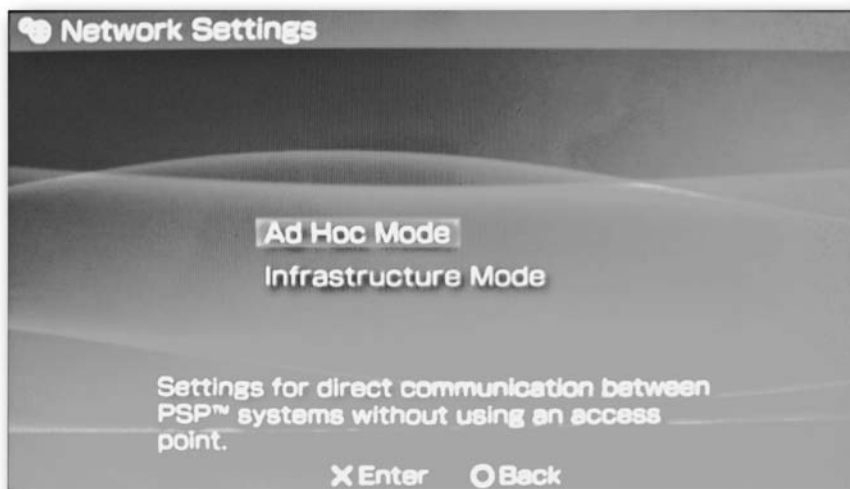 Network Settings
Ad Hoc Mode
Infrastructure Mode
Settings for direct communication between
PSP™ systems without using an access
point.
X Enter O Back